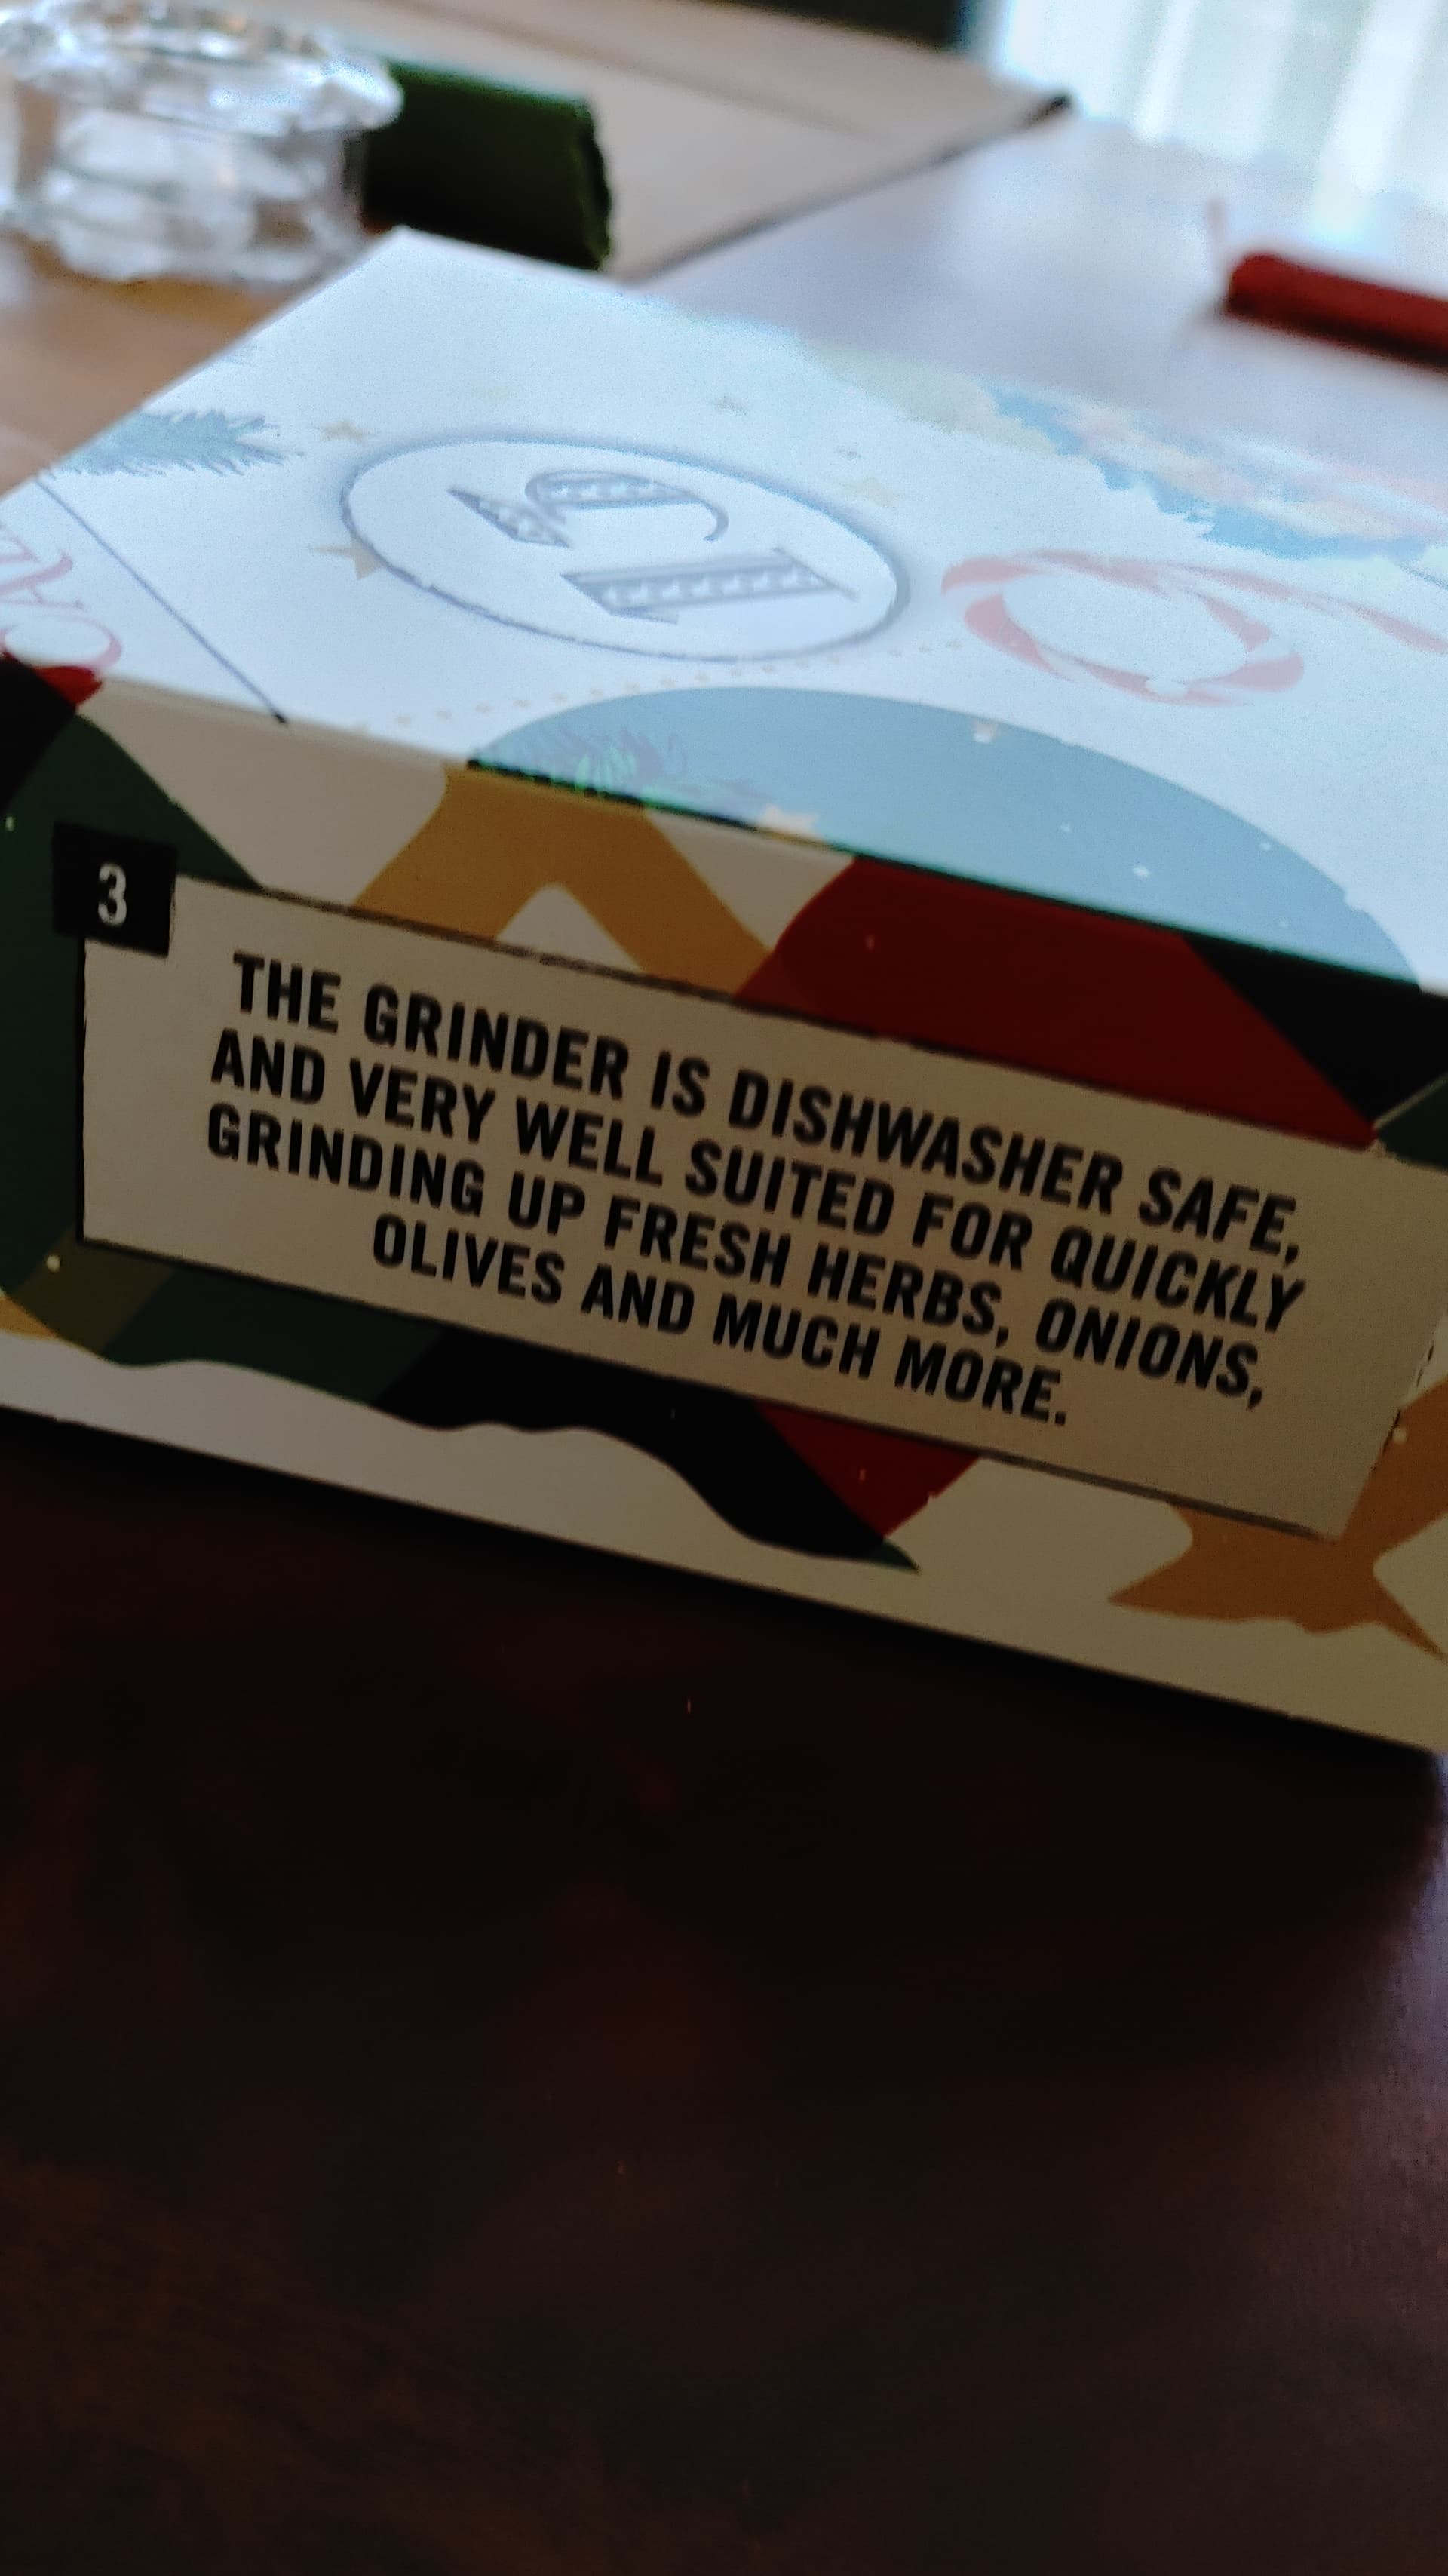 3
THE GRINDER IS DISHWASHER SAFE,
AND VERY WELL SUITED FOR QUICKLY
GRINDING UP FRESH HERBS, ONIONS,
OLIVES AND MUCH MORE.